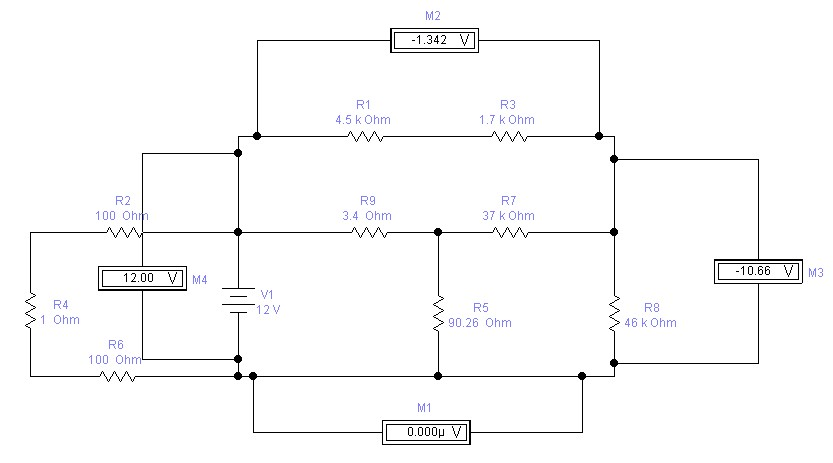 M2
-1.342 V
R1
4.5 k Ohm
R3
1.7 k Ohm
R2
100 Ohm
R9
3.4 Ohm
R7
37 k Ohm
12.00 V
M4
-10.66 V
M3
V1
12 V
R4
1 Ohm
R5
90.26 Ohm
R8
46 k Ohm
R6
100 Ohm
M1
0.000µ V